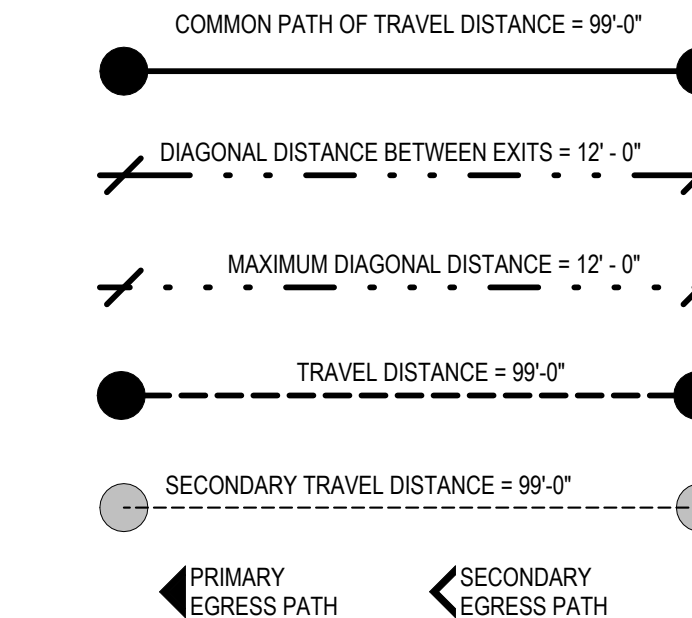 COMMON PATH OF TRAVEL DISTANCE = 99'-0"
DIAGONAL DISTANCE BETWEEN EXITS = 12' - 0"
MAXIMUM DIAGONAL DISTANCE = 12' - 0"
TRAVEL DISTANCE = 99'-0"
SECONDARY TRAVEL DISTANCE = 99'-0"
PRIMARY
EGRESS PATH
SECONDARY
EGRESS PATH